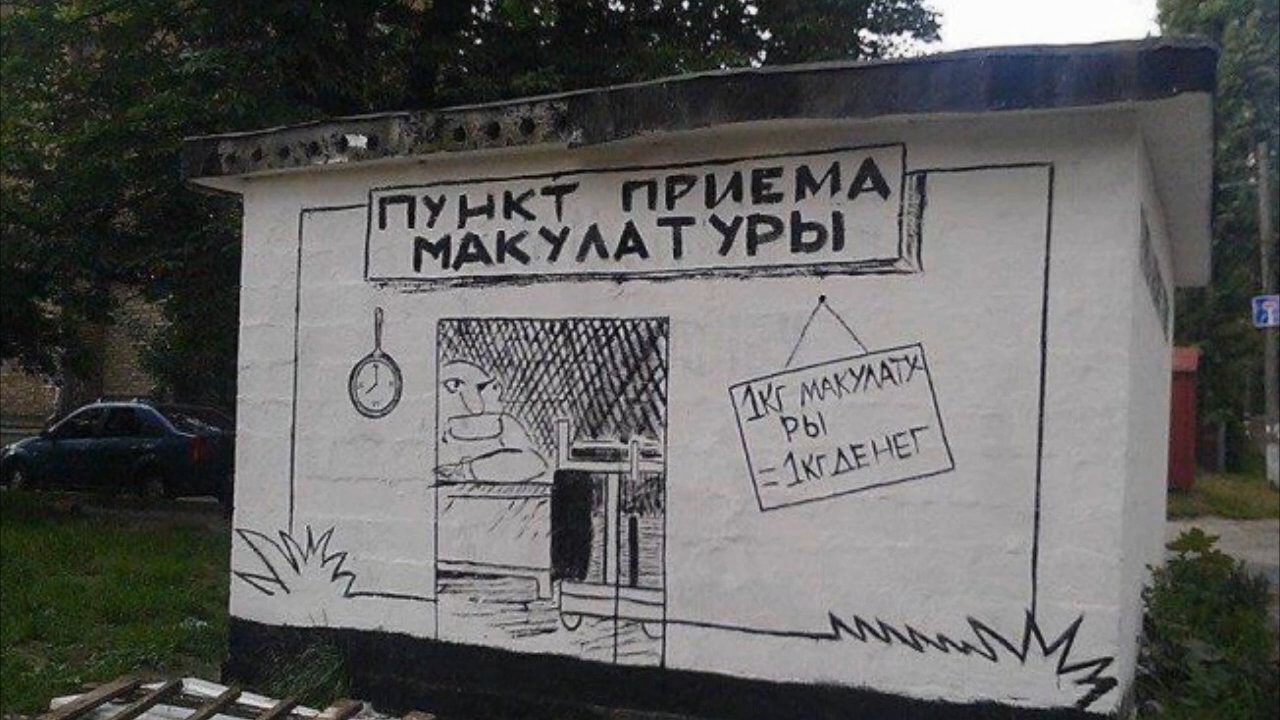 ПУНКТ ПРИЕМА
МАКУЛАТУРЫ
1КГ МАКУЛАТУ
РЫ
=1КГ ДЕНЕГ